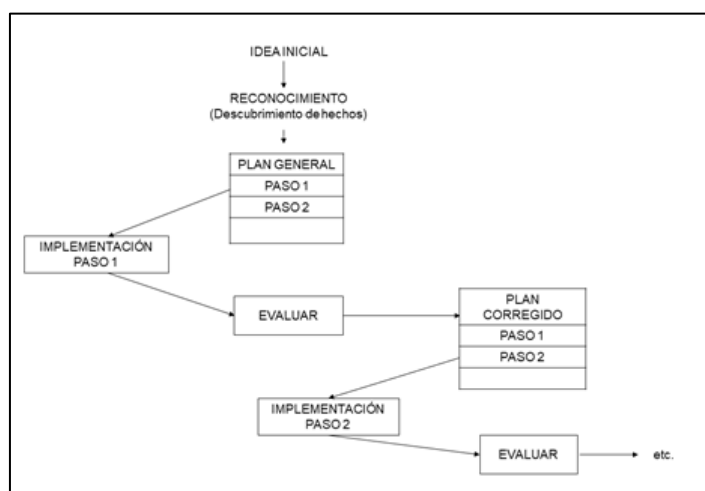 IDEA INICIAL
RECONOCIMIENTO
(Descubrimiento de hechos)
PLAN GENERAL
PASO 1
PASO 2
IMPLEMENTACIÓN
PASO 1
EVALUAR
PLAN
CORREGIDO
PASO 1
PASO 2
IMPLEMENTACIÓN
PASO 2
EVALUAR
etc.